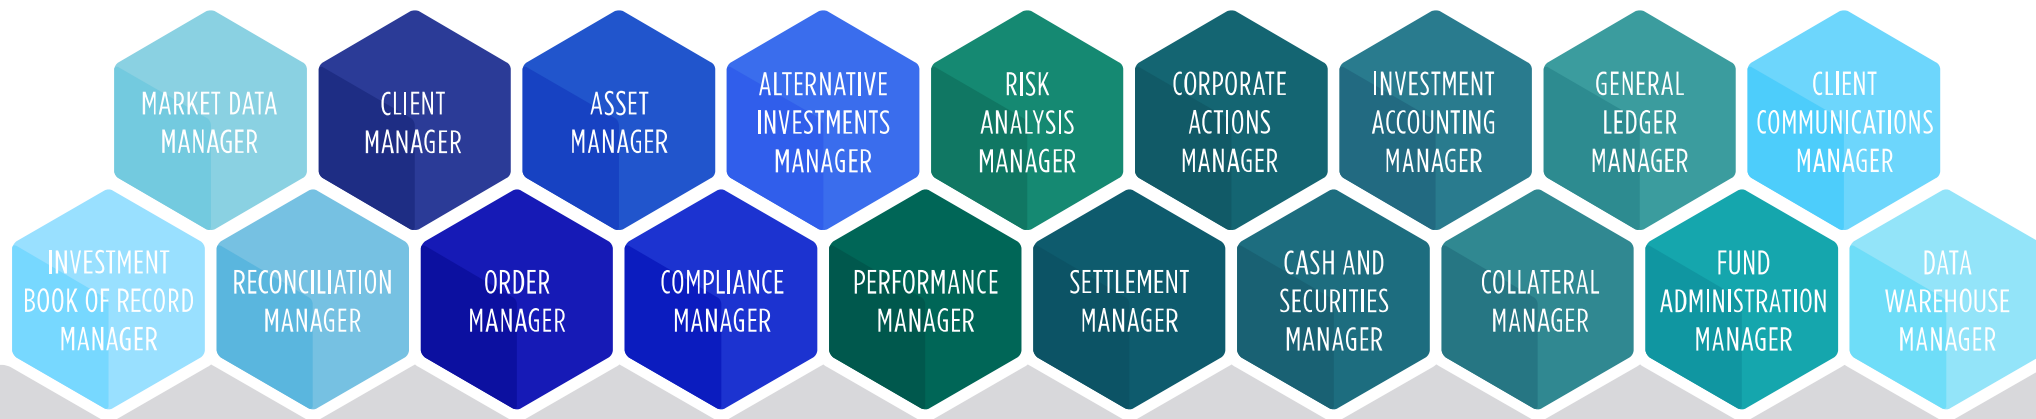 MARKET DATA
MANAGER
CLIENT
MANAGER
ASSET
MANAGER
ALTERNATIVE
INVESTMENTS
MANAGER
RISK
ANALYSIS
MANAGER
CORPORATE
ACTIONS
MANAGER
INVESTMENT
ACCOUNTING
MANAGER
GENERAL
LEDGER
MANAGER
CLIENT
COMMUNICATIONS
MANAGER
INVESTMENT
BOOK OF RECORD
MANAGER
RECONCILIATION
MANAGER
ORDER
MANAGER
COMPLIANCE
MANAGER
PERFORMANCE
MANAGER
SETTLEMENT
MANAGER
CASH AND
SECURITIES
MANAGER
COLLATERAL
MANAGER
FUND
ADMINISTRATION
MANAGER
DATA
WAREHOUSE
MANAGER